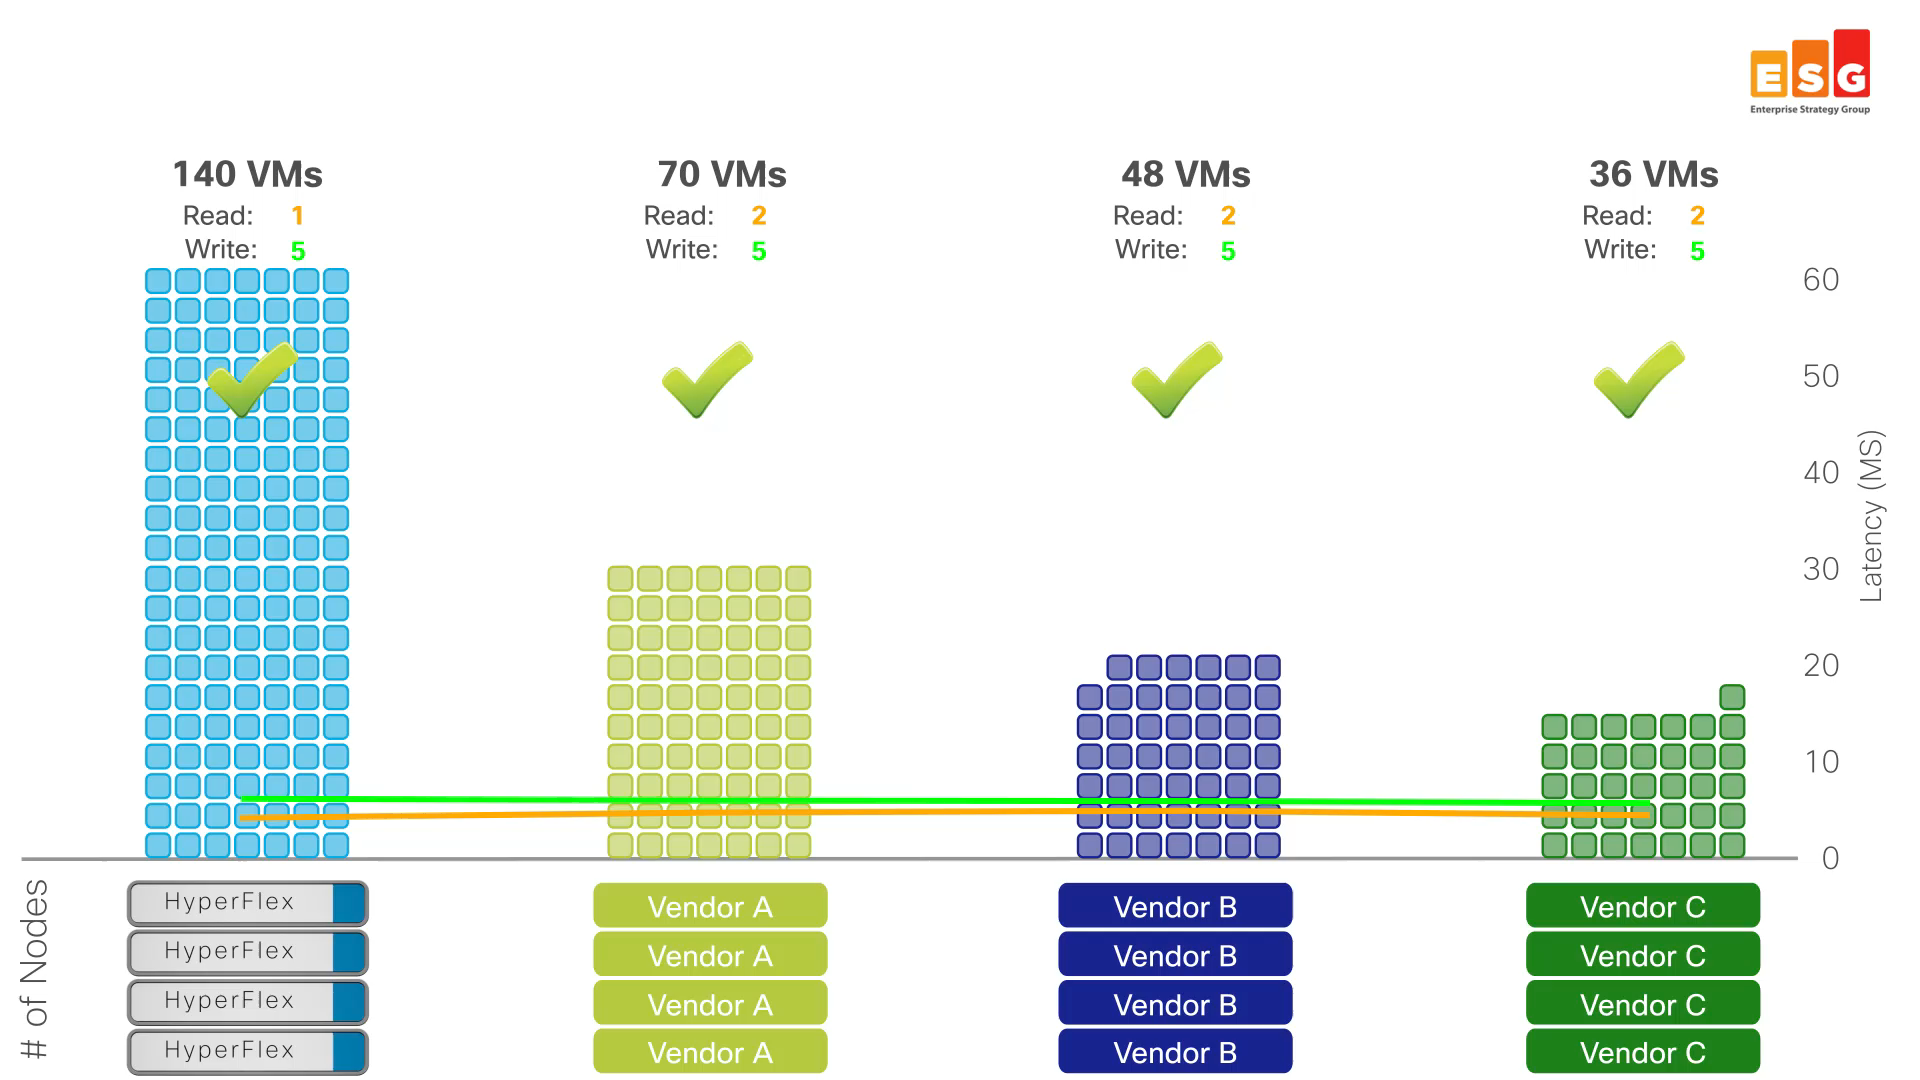 ESG
Enterprise Strategy Group
140 VMs
Read: 1
Write: 5
70 VMs
Read: 2
Write: 5
48 VMs
Read: 2
Write: 5
36 VMs
Read: 2
Write: 5
60
50
40
30
20
10
0
Latency (MS)
# of Nodes
HyperFlex
HyperFlex
HyperFlex
HyperFlex
Vendor A
Vendor A
Vendor A
Vendor A
Vendor B
Vendor B
Vendor B
Vendor B
Vendor C
Vendor C
Vendor C
Vendor C